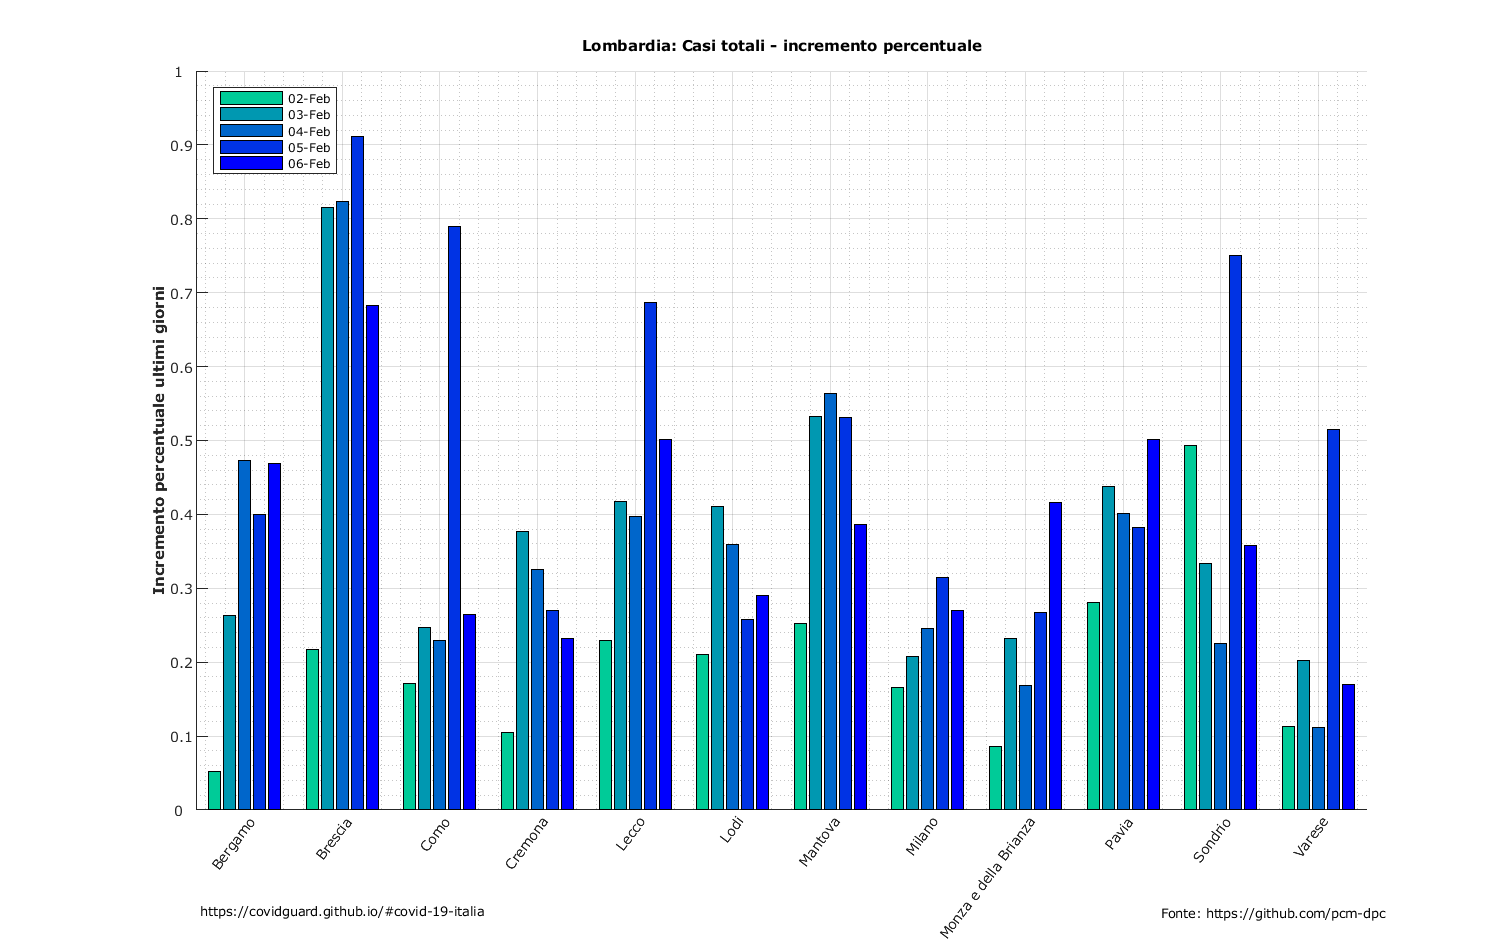 Lombardia: Casi totali - incremento percentuale
1
0.9
0.8
0.7
0.6
0.5
0.4
0.3
0.2
0.1
0
Incremento percentuale ultimi giorni
02-Feb
03-Feb
04-Feb
05-Feb
06-Feb
Bergamo
Brescia
Como
Cremona
Lecco
Lodi
Mantova
Milano
Monza e della Brianza
Pavia
Sondrio
Varese
https://covidguard.github.io/#covid-19-italia
Fonte: https://github.com/pcm-dpc